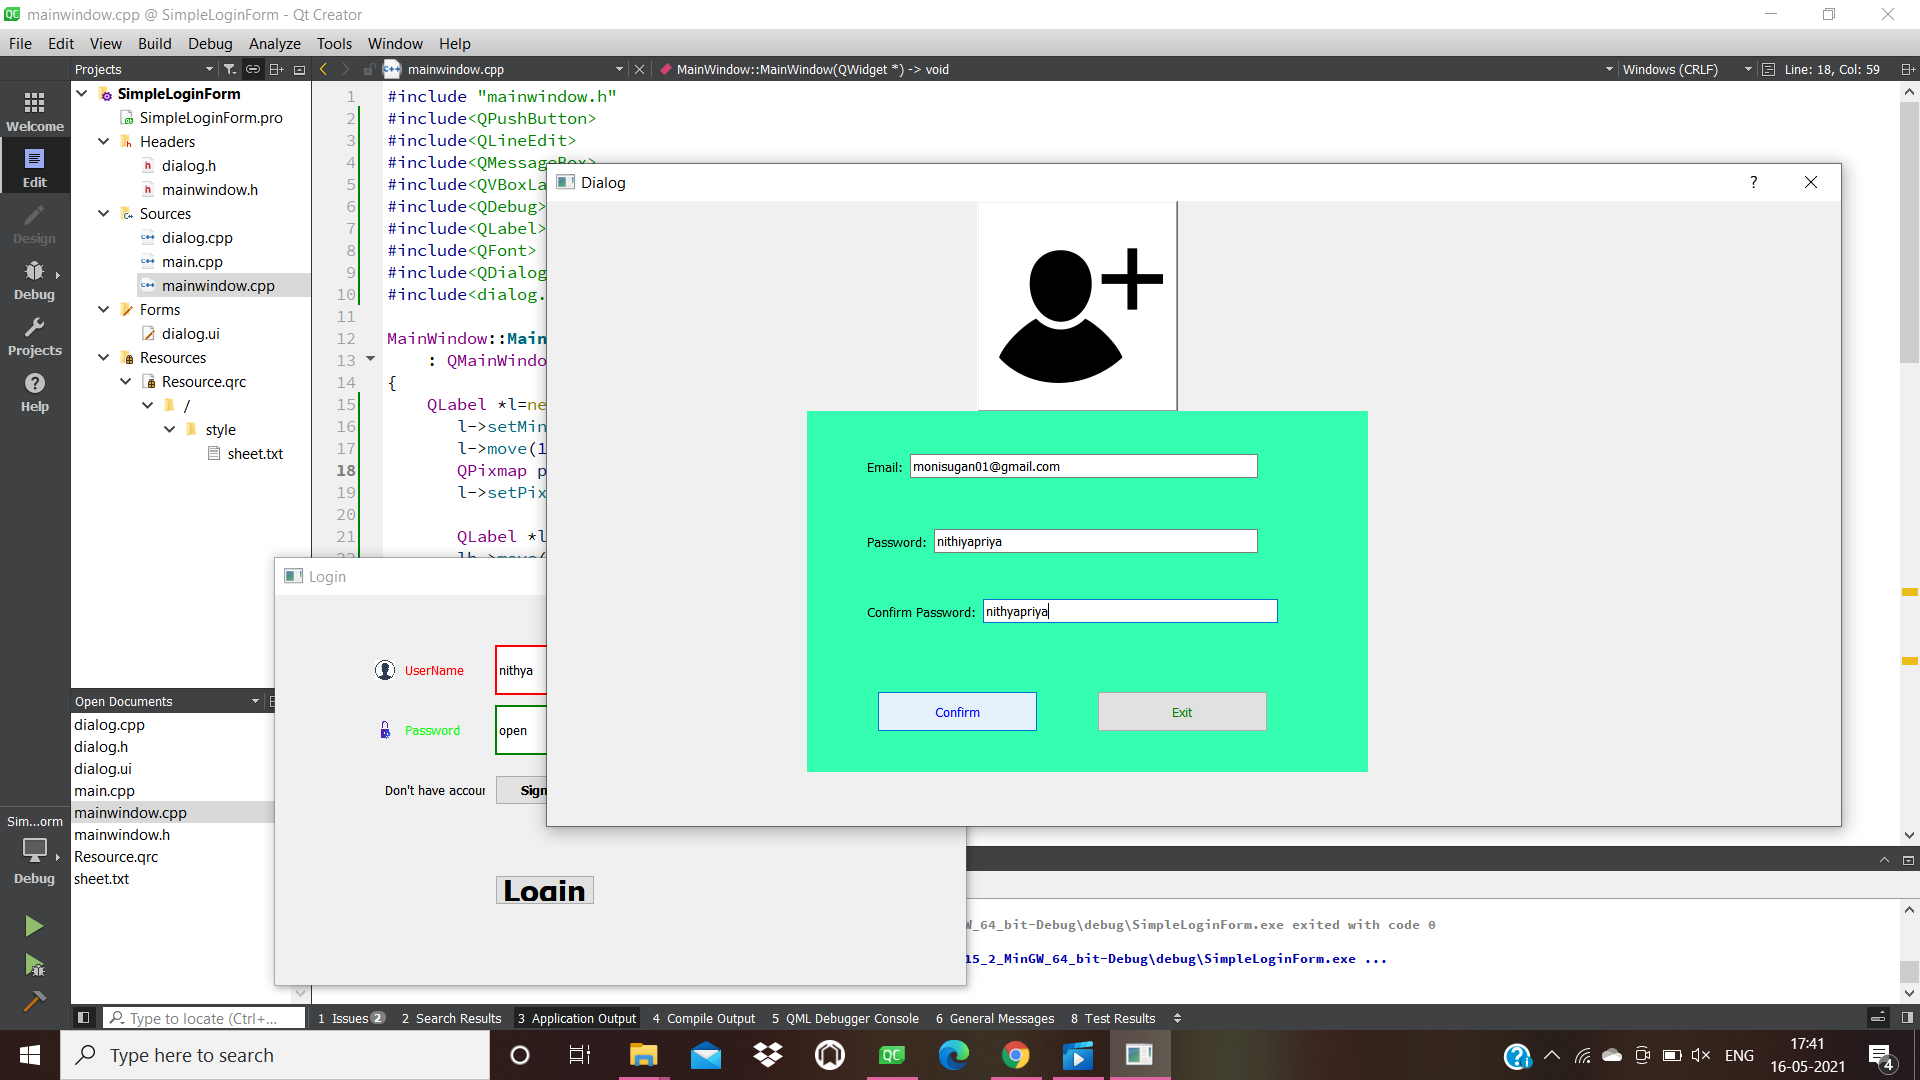 mainwindow.cpp @ SimpleLoginForm - Qt Creator
File Edit View Build Debug Analyze Tools Window Help
Projects
mainwindow.cpp
MainWindow::MainWindow(QWidget *) -> void
Windows (CRLF)
Line: 18, Col: 59
Welcome
Edit
Design
Debug
Projects
Help
SimpleLoginForm
SimpleLoginForm.pro
Headers
dialog.h
mainwindow.h
Sources
dialog.cpp
main.cpp
mainwindow.cpp
Forms
dialog.ui
Resources
Resource.qrc
/
style
sheet.txt
1 #include "mainwindow.h"
2 #include<QPushButton>
3 #include<QLineEdit>
4 #include<QMessageBox>
5 #include<QVBoxLa
6 #include<QDebug>
7 #include<QLabel>
8 #include<QFont>
9 #include<QDialog
10 #include<dialog.
11
12 MainWindow::Main
13 : QMainWindo
14 {
15 QLabel *l=ne
16 l->setMin
17 l->move(1
18 QPixmap p
19 l->setPix
20
21 QLabel *l
22 lb->move(
Dialog
?
Email: monisugan01@gmail.com
Password: nithiyapriya
Confirm Password: nithyapriya
Confirm Exit
Login
UserName nithya
Password open
Don't have accour Sign
Login
Open Documents
dialog.cpp
dialog.h
dialog.ui
main.cpp
mainwindow.cpp
mainwindow.h
Resource.qrc
sheet.txt
Sim...orm
Debug
W_64_bit-Debug\debug\SimpleLoginForm.exe exited with code 0
15_2_MinGW_64_bit-Debug\debug\SimpleLoginForm.exe ...
Type to locate (Ctrl+...
1 Issues 2
2 Search Results
3 Application Output
4 Compile Output
5 QML Debugger Console
6 General Messages
8 Test Results
Type here to search
QC
ENG
17:41
16-05-2021
4